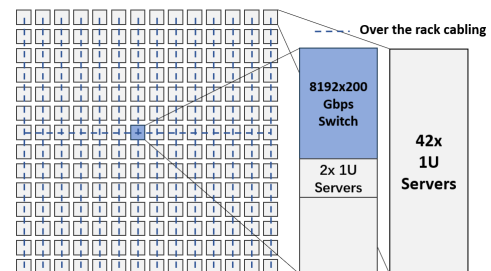 Over the rack cabling
8192x200
Gbps
Switch
2x 1U
Servers
42x
1U
Servers